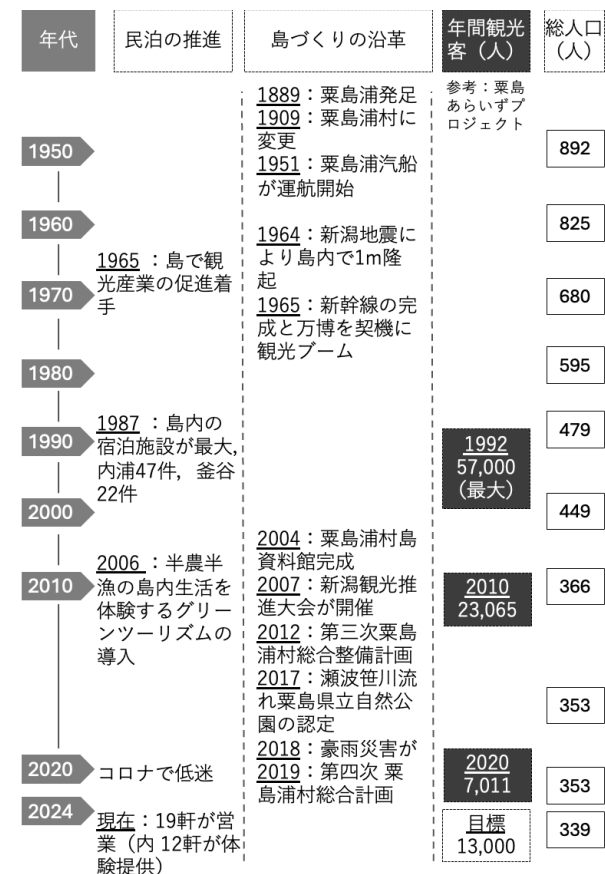 年代
民泊の推進
島づくりの沿革
年間観光
客（人）
総人口
（人）
1950
1960
1970
1980
1990
2000
2010
2020
2024
1965 ：島で観
光産業の促進着
手
1987 ：島内の
宿泊施設が最大,
内浦47件，釜谷
22件
2006 ：半農半
漁の島内生活を
体験するグリー
ンツーリズムの
導入
コロナで低迷
現在：19軒が営
業（内 12軒が体
験提供）
1889：粟島浦発足
1909：粟島浦村に
変更
1951：粟島浦汽船
が運航開始
1964：新潟地震に
より島内で1m隆
起
1965：新幹線の完
成と万博を契機に
観光ブーム
2004：粟島浦村島
資料館完成
2007：新潟観光推
進大会が開催
2012：第三次粟島
浦村総合整備計画
2017：瀬波笹川流
れ粟島県立自然公
園の認定
2018：豪雨災害が
2019：第四次 粟
島浦村総合計画
参考：粟島
あらいずプ
ロジェクト
1992
57,000
（最大）
2010
23,065
2020
7,011
目標
13,000
892
825
680
595
479
449
366
353
353
339